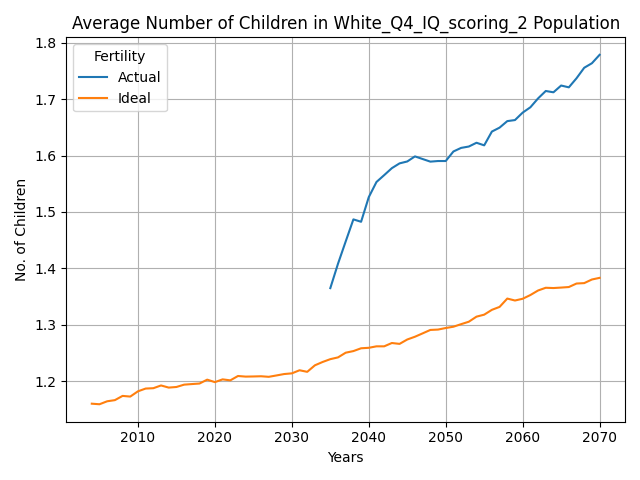 Average Number of Children in White_Q4_IQ_scoring_2 Population
Fertility
Actual
Ideal
No. of Children
1.8
1.7
1.6
1.5
1.4
1.3
1.2
2010 2020 2030 2040 2050 2060 2070
Years